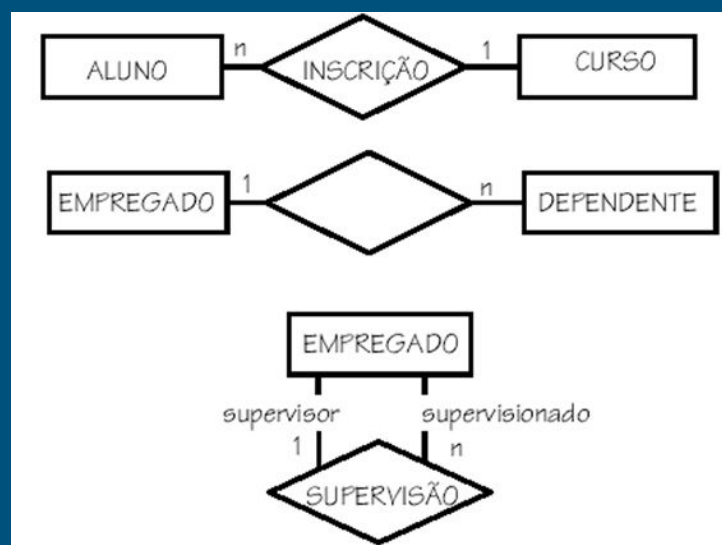 ALUNO n INSCRIÇÃO 1 CURSO
EMPREGADO 1 n DEPENDENTE
EMPREGADO
supervisor supervisionado
1 n
SUPERVISÃO